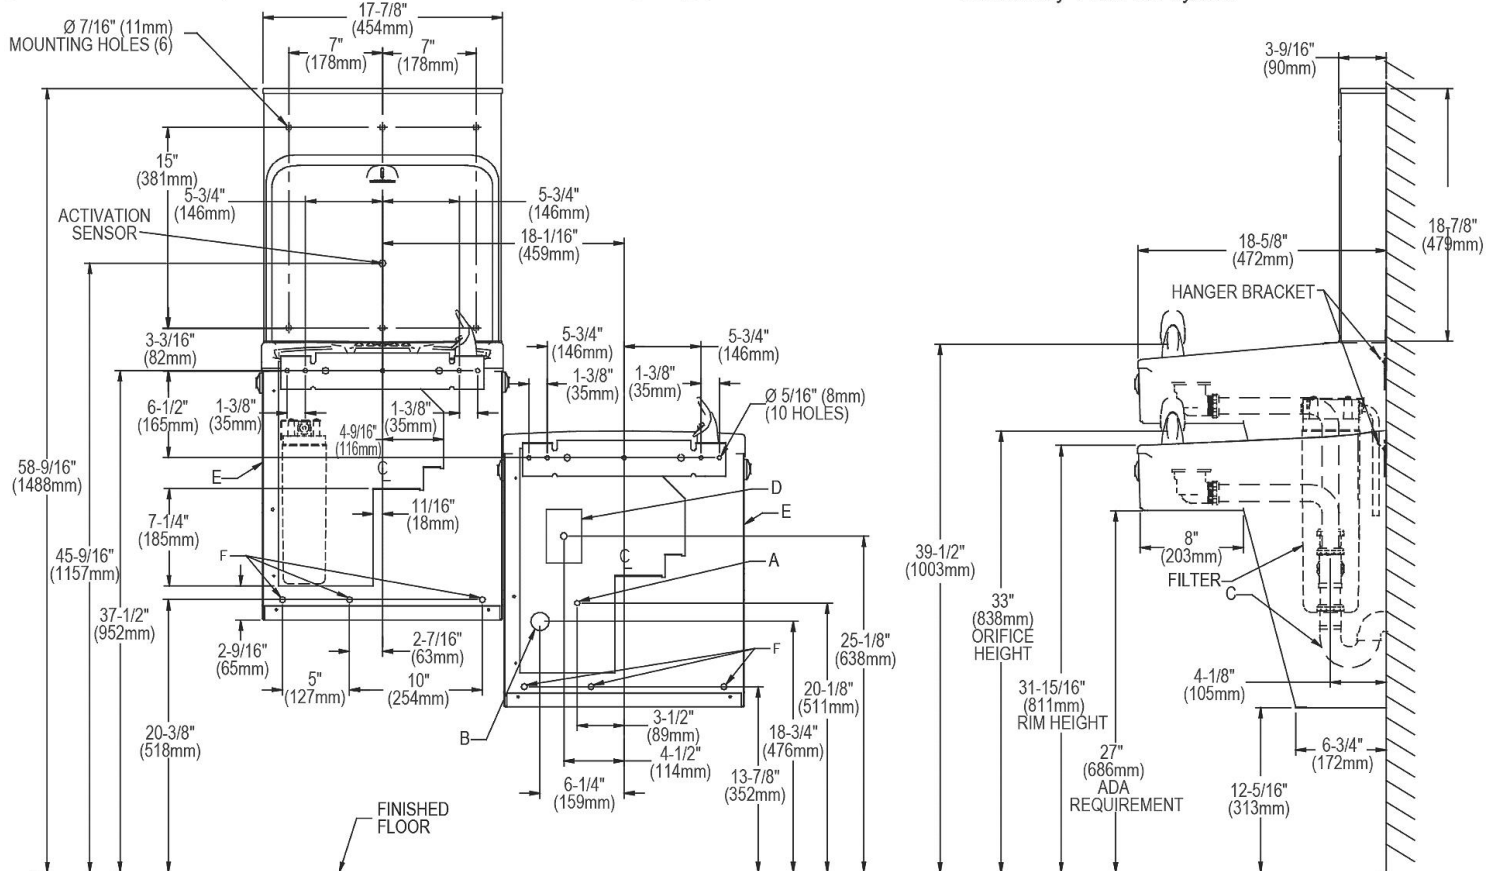 17-7/8"
(454mm)
Ø 7/16" (11mm)
MOUNTING HOLES (6)
7"
(178mm)
7"
(178mm)
15"
(381mm)
5-3/4"
(146mm)
5-3/4"
(146mm)
ACTIVATION
SENSOR
18-1/16"
(459mm)
3-3/16"
(82mm)
5-3/4"
(146mm)
5-3/4"
(146mm)
1-3/8"
(35mm)
1-3/8"
(35mm)
Ø 5/16" (8mm)
(10 HOLES)
6-1/2"
(165mm)
1-3/8"
(35mm)
1-3/8"
(35mm)
4-9/16"
(116mm)
C
L
E
58-9/16"
(1488mm)
11/16"
(18mm)
7-1/4"
(185mm)
D
E
F
45-9/16"
(1157mm)
C
L
A
37-1/2"
(952mm)
2-9/16"
(65mm)
2-7/16"
(63mm)
5"
(127mm)
10"
(254mm)
F
25-1/8"
(638mm)
20-1/8"
(511mm)
20-3/8"
(518mm)
B
3-1/2"
(89mm)
18-3/4"
(476mm)
4-1/2"
(114mm)
6-1/4"
(159mm)
13-7/8"
(352mm)
FINISHED
FLOOR
3-9/16"
(90mm)
18-7/8"
(479mm)
18-5/8"
(472mm)
HANGER BRACKET
39-1/2"
(1003mm)
8"
(203mm)
FILTER
C
33"
(838mm)
ORIFICE
HEIGHT
4-1/8"
(105mm)
31-15/16"
(811mm)
RIM HEIGHT
27"
(686mm)
ADA
REQUIREMENT
6-3/4"
(172mm)
12-5/16"
(313mm)